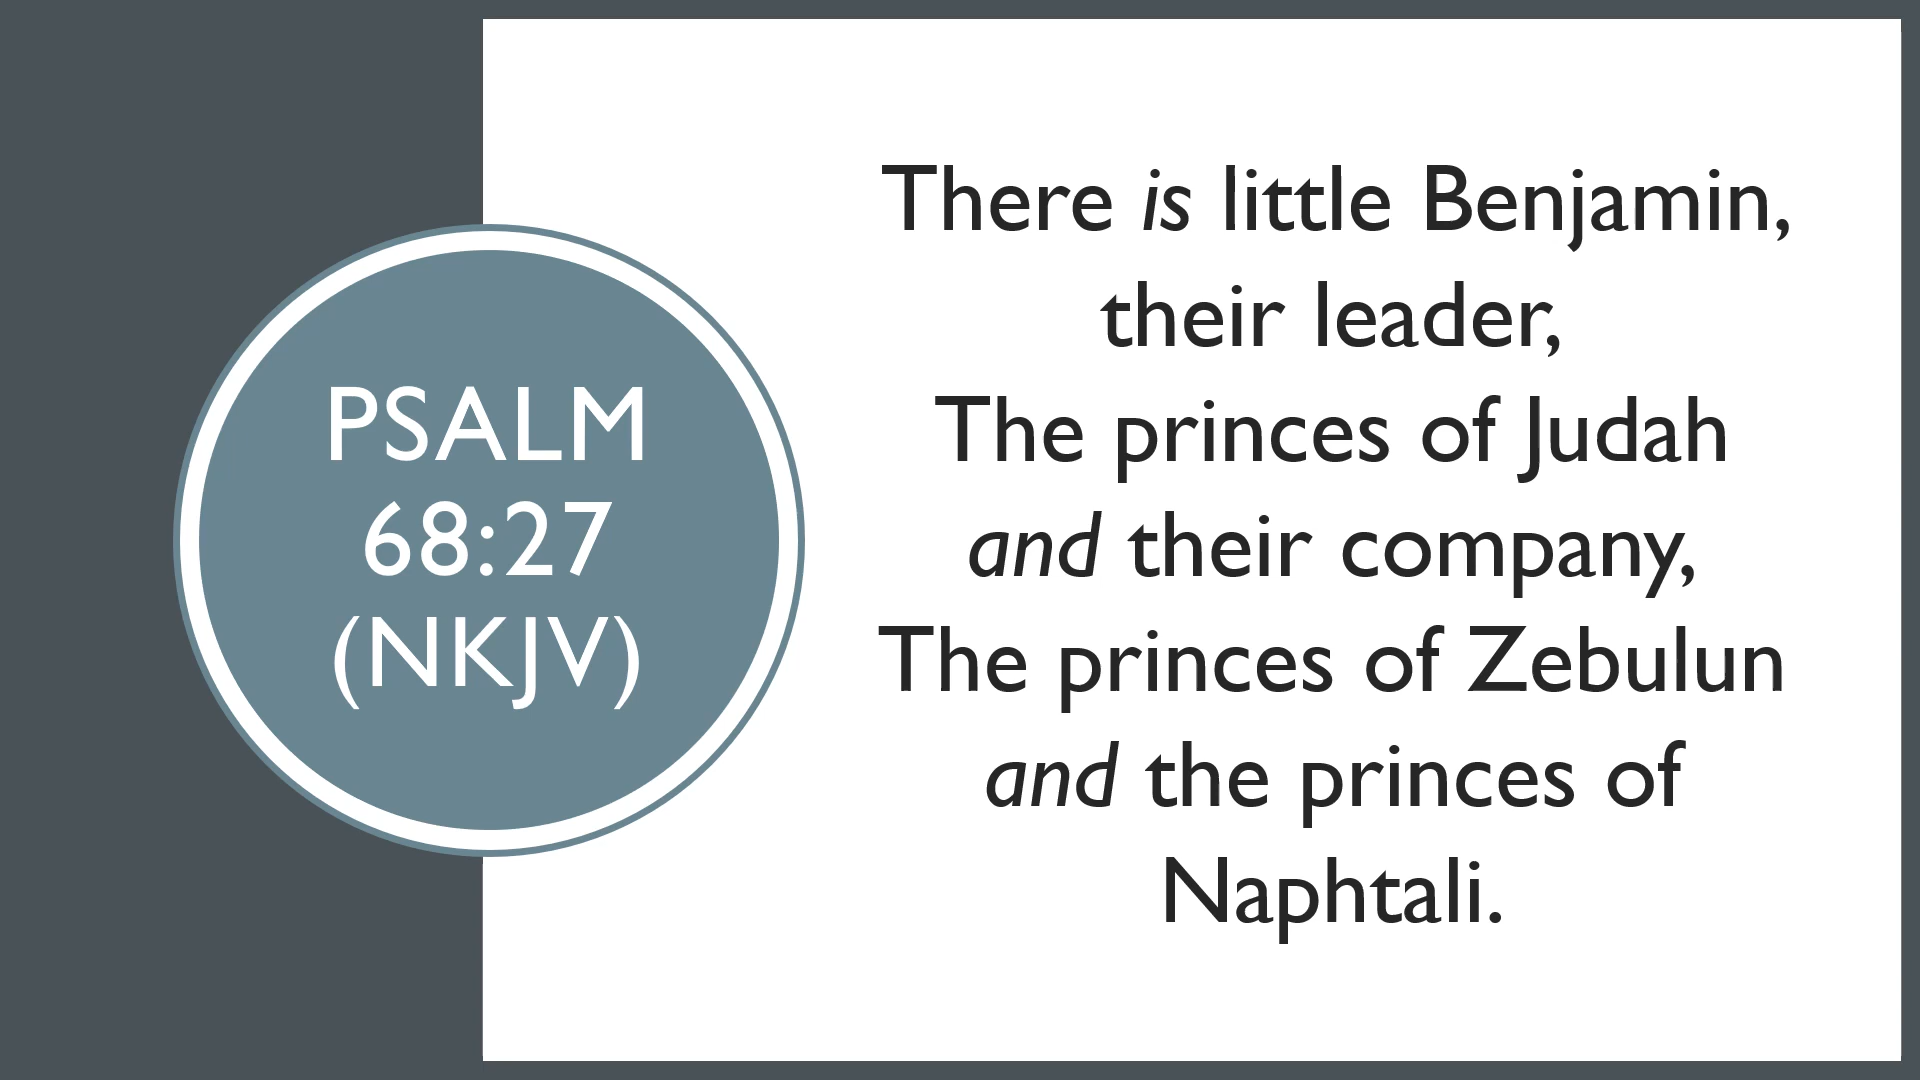 PSALM
68:27
(NKJV)
There is little Benjamin,
their leader,
The princes of Judah
and their company,
The princes of Zebulun
and the princes of
Naphtali.